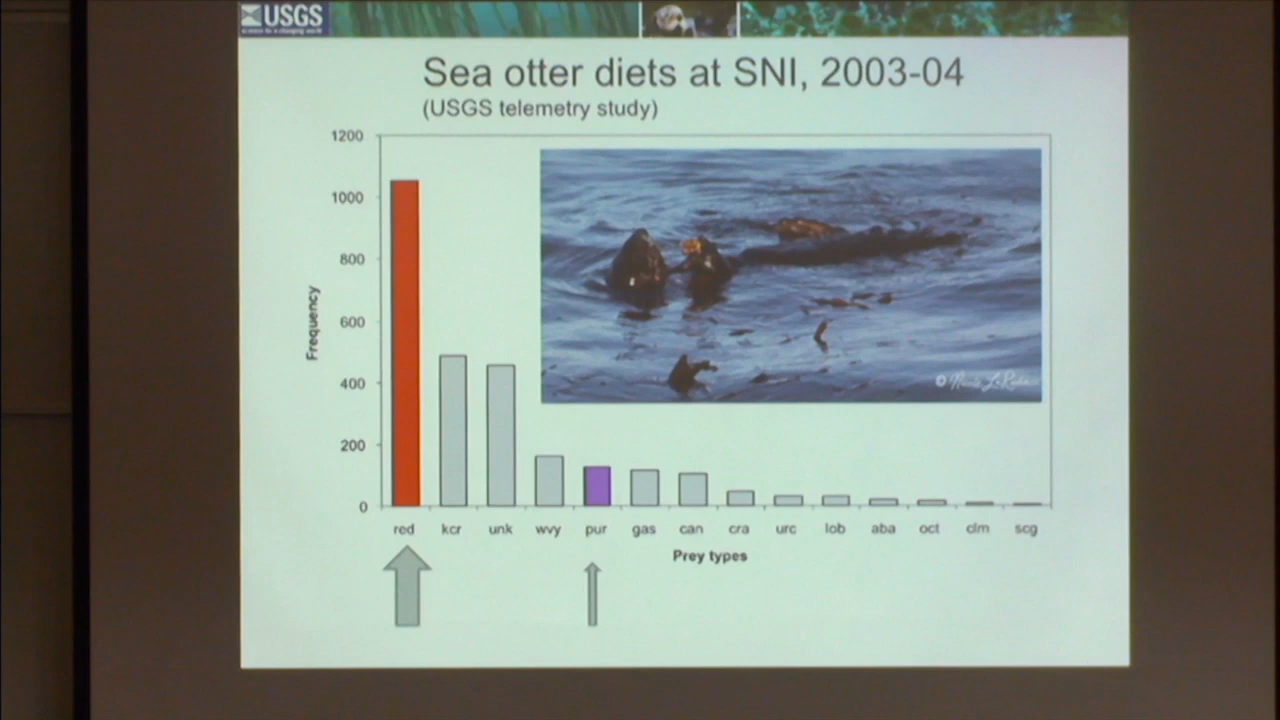 USGS
science for a changing world
Sea otter diets at SNI, 2003-04
(USGS telemetry study)
1200
1000
800
600
400
200
0
Frequency
red kcr unk wvy pur gas can cra urc lob aba oct clm scg
Prey types
©